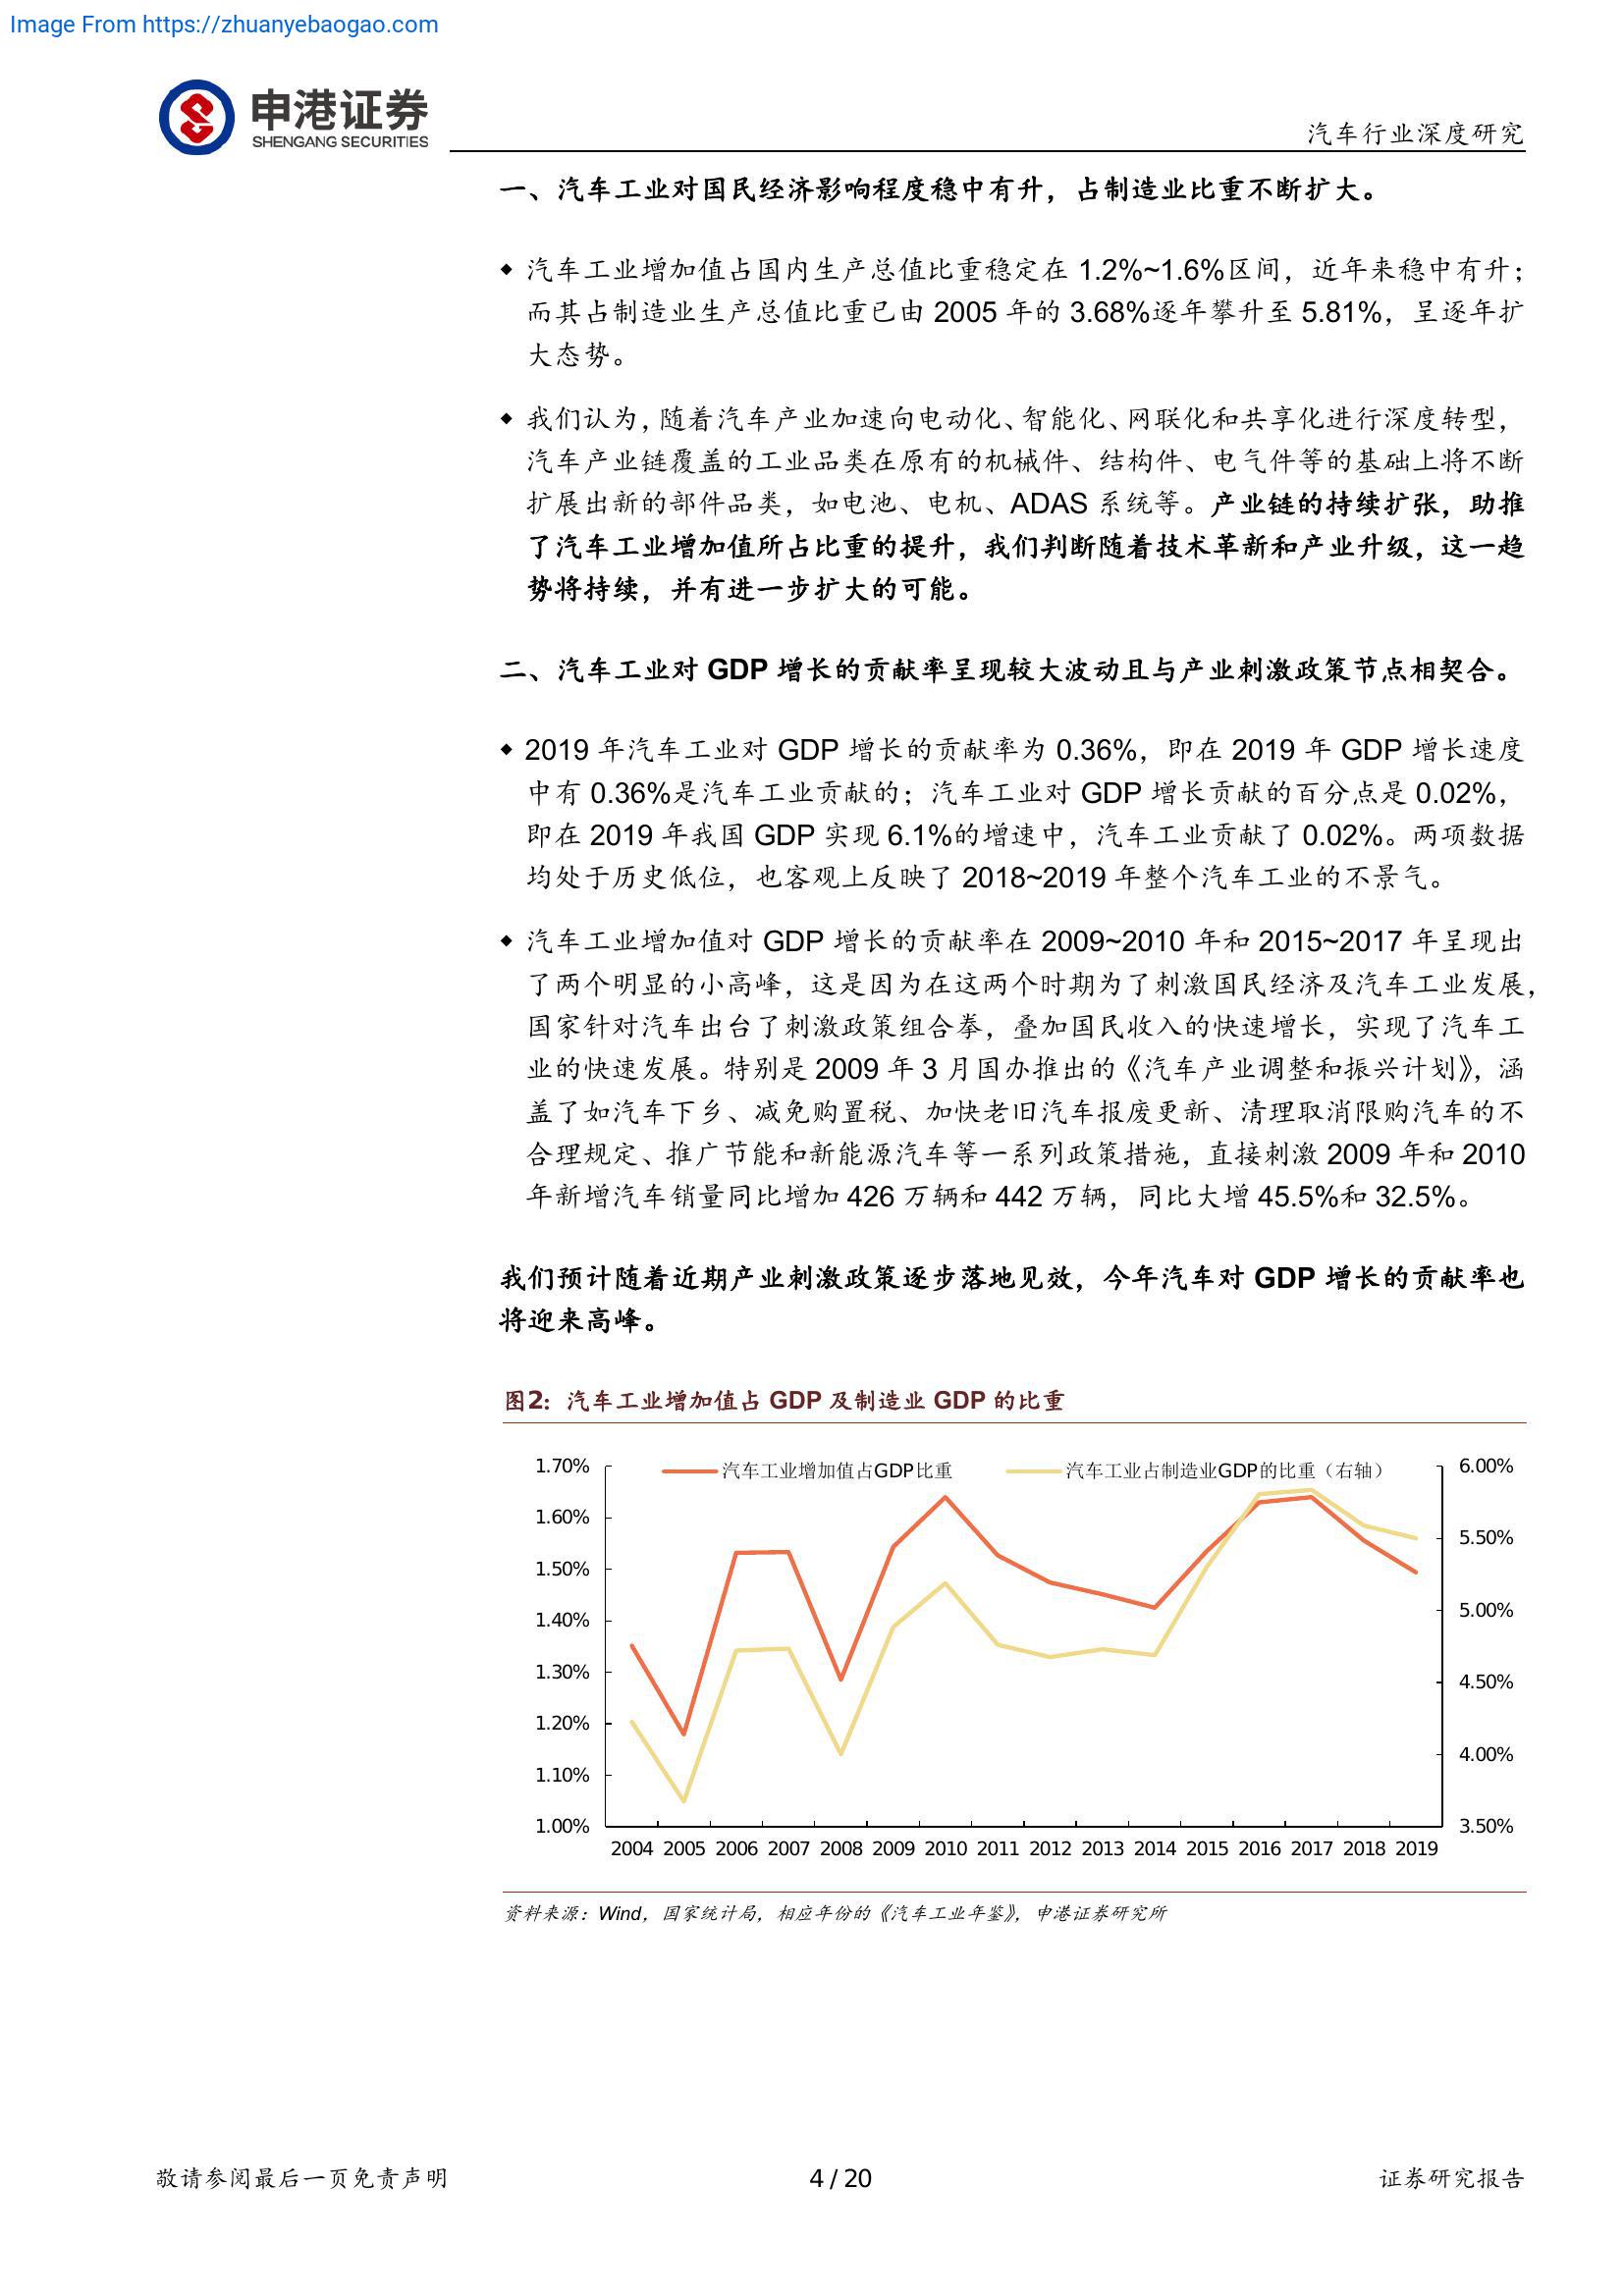 Image From https://zhuanyebaogao.com
申港证券
SHENGANG SECURITIES
汽车行业深度研究
一、汽车工业对国民经济影响程度稳中有升，占制造业比重不断扩大。
◆ 汽车工业增加值占国内生产总值比重稳定在 1.2%~1.6%区间，近年来稳中有升；
而其占制造业生产总值比重已由 2005 年的 3.68%逐年攀升至 5.81%，呈逐年扩
大态势。
◆ 我们认为，随着汽车产业加速向电动化、智能化、网联化和共享化进行深度转型，
汽车产业链覆盖的工业品类在原有的机械件、结构件、电气件等的基础上将不断
扩展出新的部件品类，如电池、电机、ADAS 系统等。产业链的持续扩张，助推
了汽车工业增加值所占比重的提升，我们判断随着技术革新和产业升级，这一趋
势将持续，并有进一步扩大的可能。
二、汽车工业对 GDP 增长的贡献率呈现较大波动且与产业刺激政策节点相契合。
◆ 2019 年汽车工业对 GDP 增长的贡献率为 0.36%，即在 2019 年 GDP 增长速度
中有 0.36%是汽车工业贡献的；汽车工业对 GDP 增长贡献的百分点是 0.02%，
即在 2019 年我国 GDP 实现 6.1%的增速中，汽车工业贡献了 0.02%。两项数据
均处于历史低位，也客观上反映了 2018~2019 年整个汽车工业的不景气。
◆ 汽车工业增加值对 GDP 增长的贡献率在 2009~2010 年和 2015~2017 年呈现出
了两个明显的小高峰，这是因为在这两个时期为了刺激国民经济及汽车工业发展，
国家针对汽车出台了刺激政策组合拳，叠加国民收入的快速增长，实现了汽车工
业的快速发展。特别是 2009 年 3 月国办推出的《汽车产业调整和振兴计划》，涵
盖了如汽车下乡、减免购置税、加快老旧汽车报废更新、清理取消限购汽车的不
合理规定、推广节能和新能源汽车等一系列政策措施，直接刺激 2009 年和 2010
年新增汽车销量同比增加 426 万辆和 442 万辆，同比大增 45.5%和 32.5%。
我们预计随着近期产业刺激政策逐步落地见效，今年汽车对 GDP 增长的贡献率也
将迎来高峰。
图2：汽车工业增加值占 GDP 及制造业 GDP 的比重
汽车工业增加值占GDP比重 汽车工业占制造业GDP的比重（右轴）
1.70% 6.00%
1.60%
5.50%
1.50%
5.00%
1.40%
1.30%
4.50%
1.20%
4.00%
1.10%
1.00% 3.50%
2004 2005 2006 2007 2008 2009 2010 2011 2012 2013 2014 2015 2016 2017 2018 2019
资料来源：Wind，国家统计局，相应年份的《汽车工业年鉴》，申港证券研究所
敬请参阅最后一页免责声明 4 / 20 证券研究报告